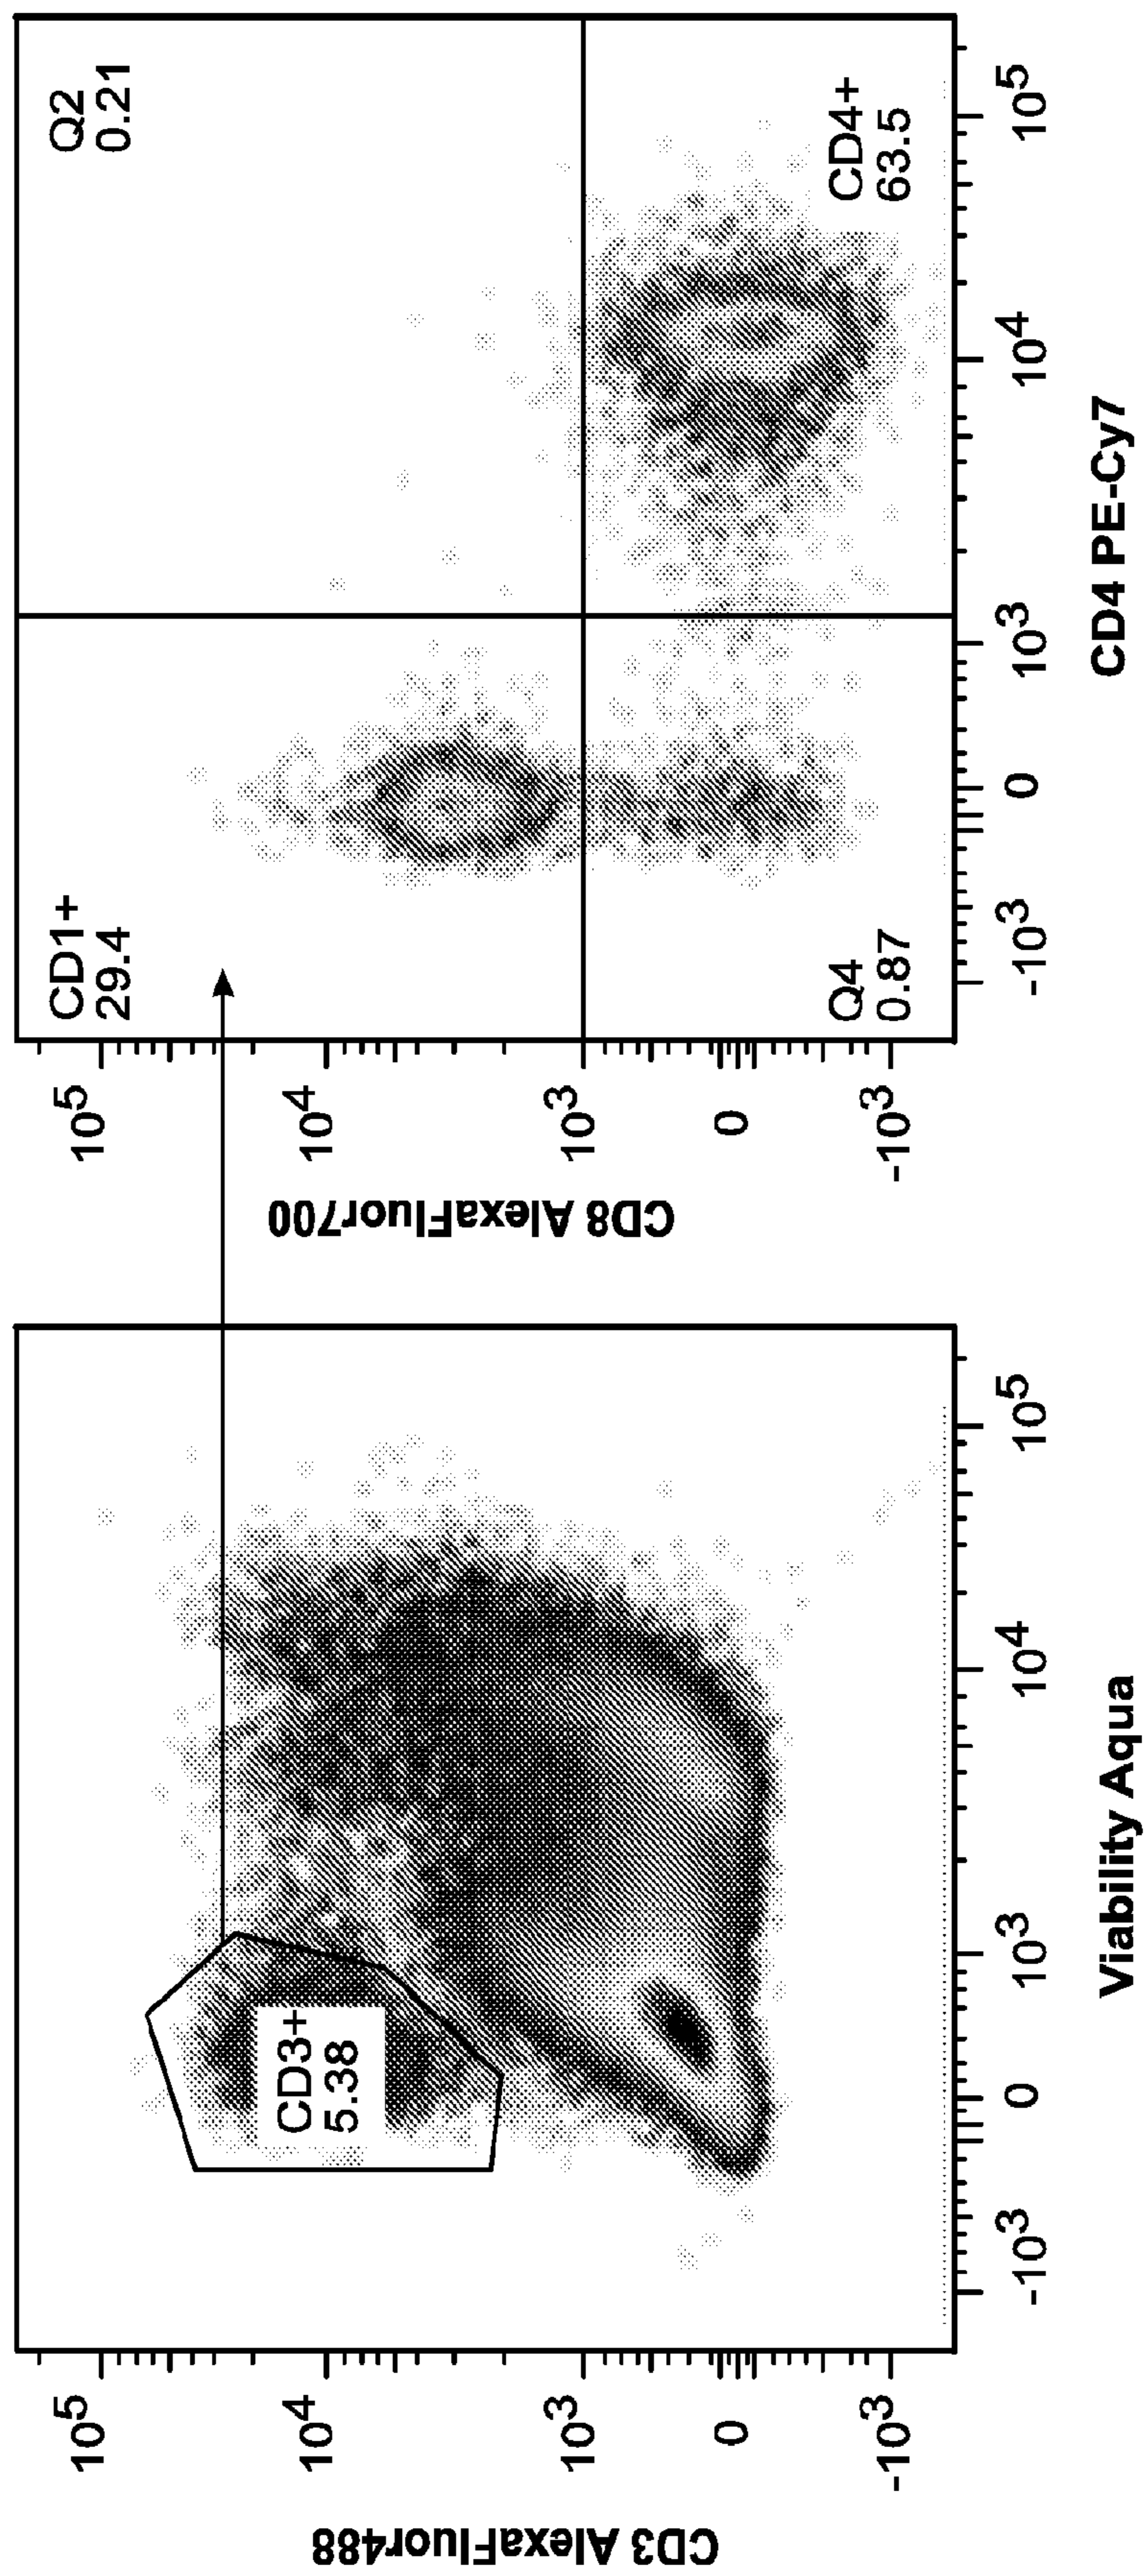 CD3 AlexaFluor488
10^5
10^4
10^3
0
-10^3
CD3+
5.38
-10^3
0
10^3
10^4
10^5
Viability Aqua
CD8 AlexaFluor700
10^5
10^4
10^3
0
-10^3
CD1+
29.4
Q2
0.21
Q4
0.87
CD4+
63.5
-10^3
0
10^3
10^4
10^5
CD4 PE-Cy7